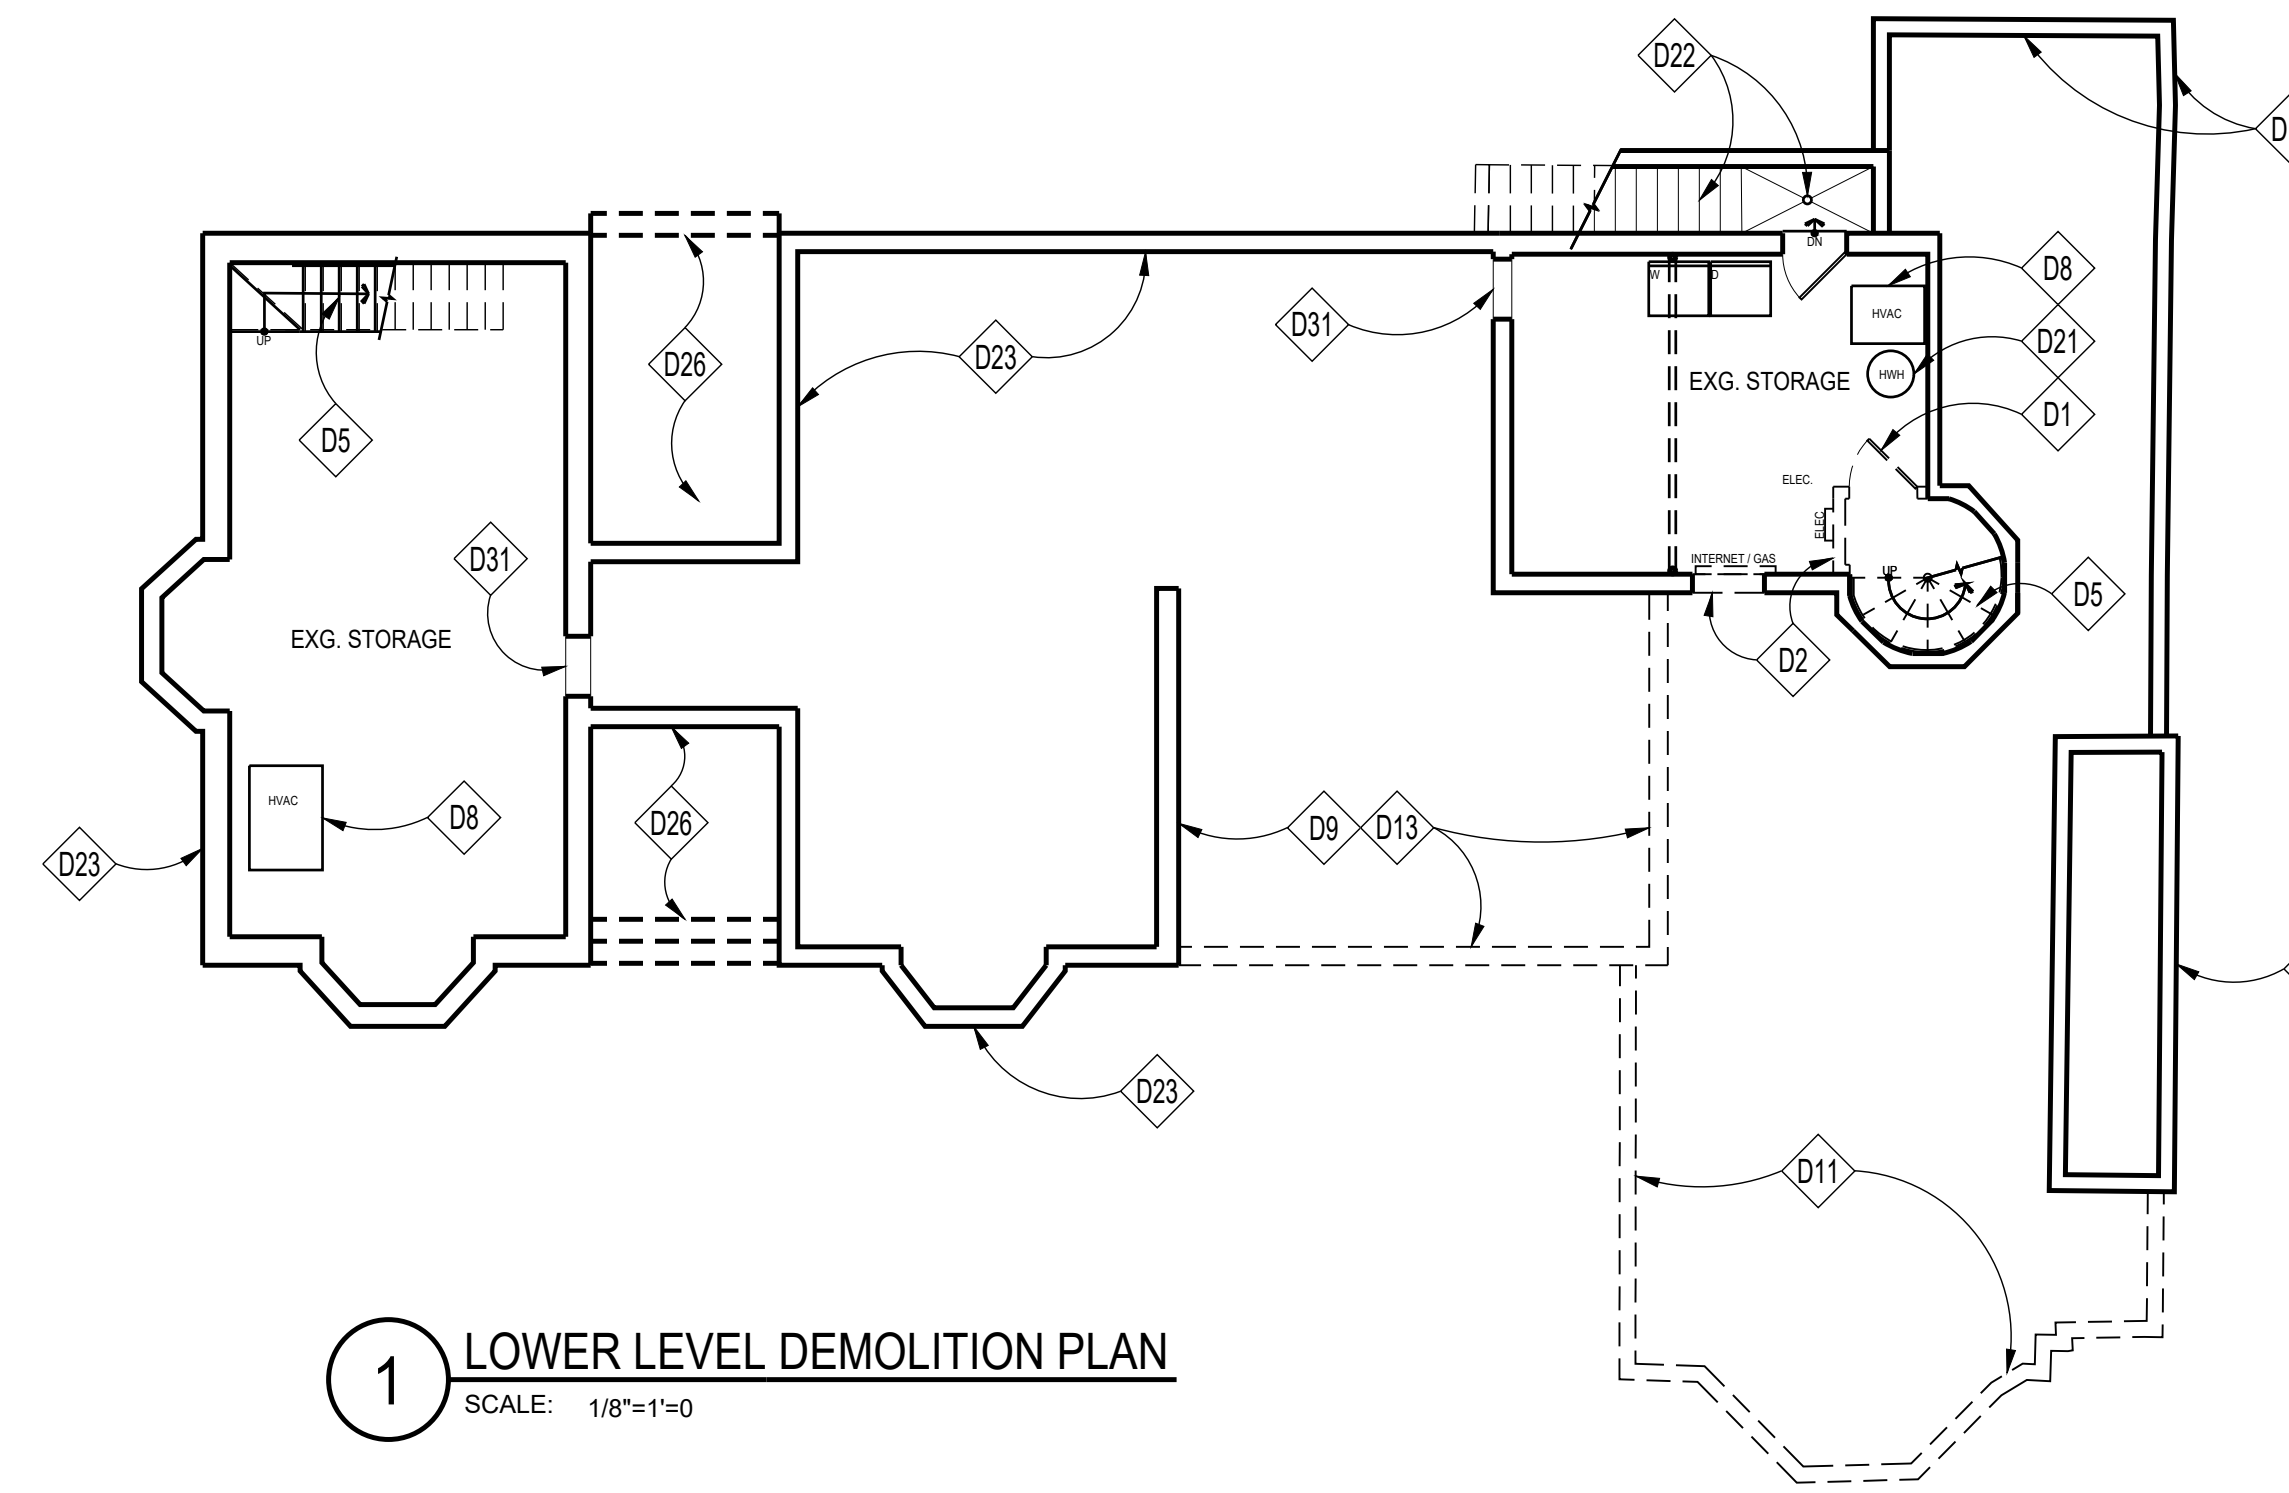 D22
D
W
D
DN
D8
HVAC
D31
D21
UP
D23
D26
HWH
EXG. STORAGE
D1
D5
ELEC.
ELEC.
D31
INTERNET / GAS
UP
D5
EXG. STORAGE
D2
HVAC
D8
D26
D9
D13
D23
D23
D11
1
LOWER LEVEL DEMOLITION PLAN
SCALE: 1/8"=1'=0